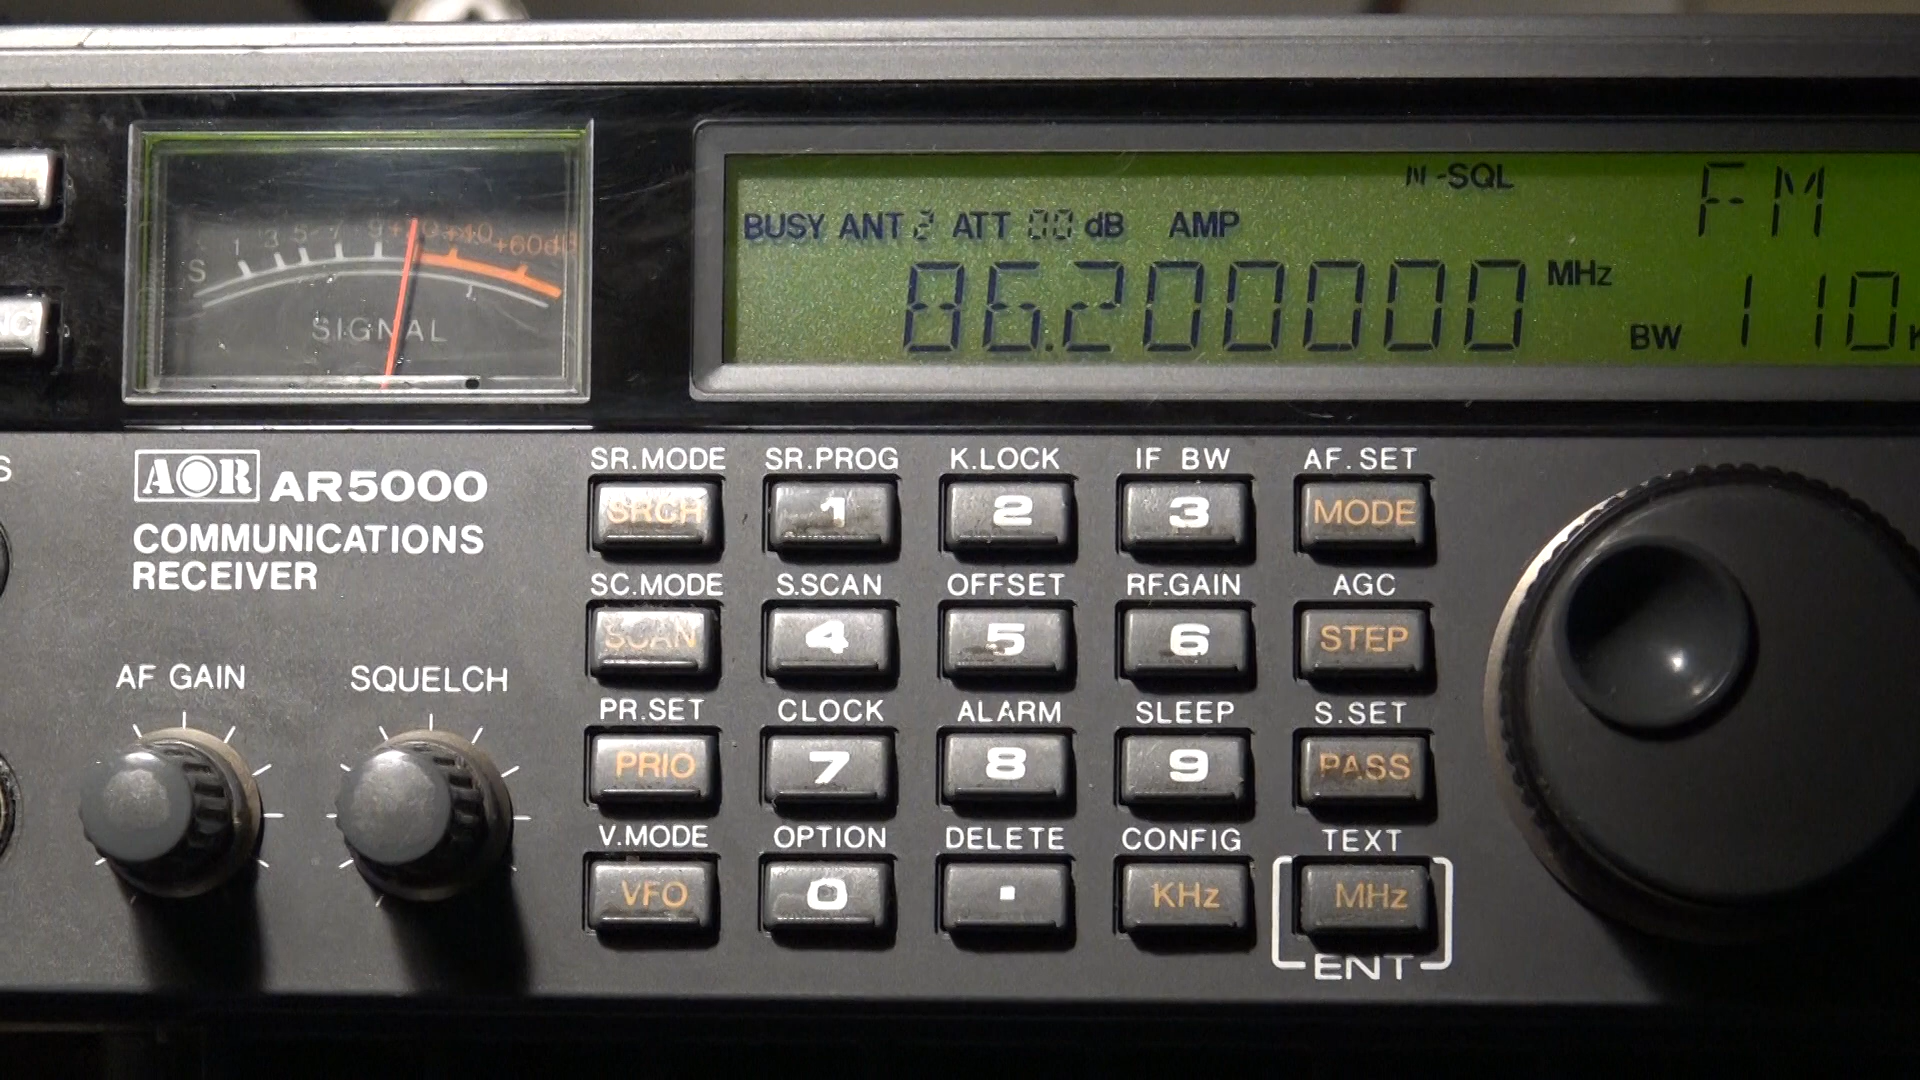 N-SQL FM
BUSY ANT 2 ATT 00 dB AMP
86.200000 MHz BW 110 K
S 1 3 5 7 9 +20 +40 +60dB
SIGNAL
AOR AR5000
COMMUNICATIONS
RECEIVER
AF GAIN SQUELCH
SR.MODE SR.PROG K.LOCK IF BW AF.SET
SRCH 1 2 3 MODE
SC.MODE S.SCAN OFFSET RF.GAIN AGC
SCAN 4 5 6 STEP
PR.SET CLOCK ALARM SLEEP S.SET
PRIO 7 8 9 PASS
V.MODE OPTION DELETE CONFIG TEXT
VFO 0 . KHz MHz
ENT